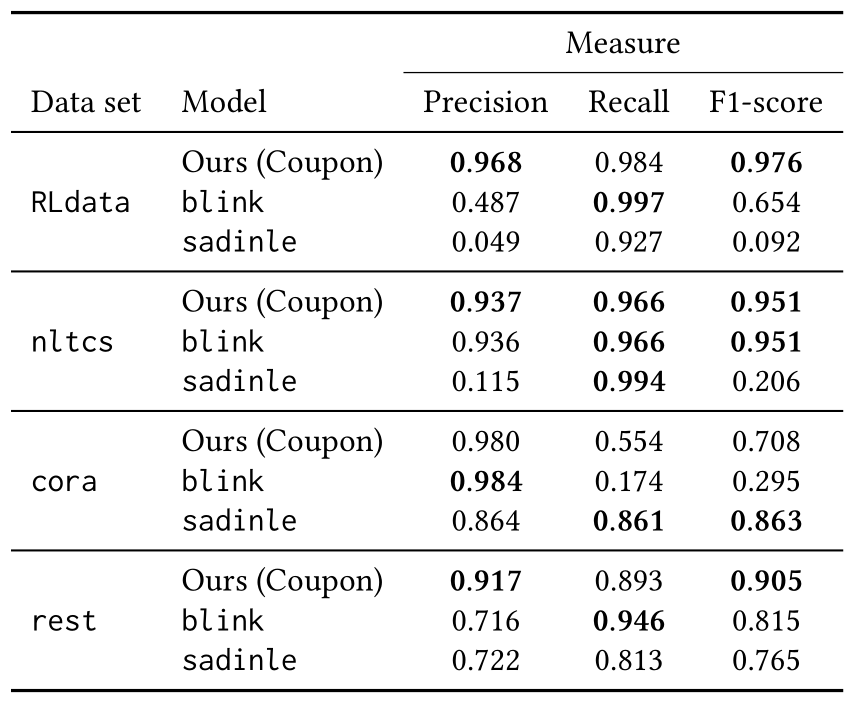 Measure
Data set Model Precision Recall F1-score
Ours (Coupon) 0.968 0.984 0.976
RLdata blink 0.487 0.997 0.654
sadinle 0.049 0.927 0.092
Ours (Coupon) 0.937 0.966 0.951
nltcs blink 0.936 0.966 0.951
sadinle 0.115 0.994 0.206
Ours (Coupon) 0.980 0.554 0.708
cora blink 0.984 0.174 0.295
sadinle 0.864 0.861 0.863
Ours (Coupon) 0.917 0.893 0.905
rest blink 0.716 0.946 0.815
sadinle 0.722 0.813 0.765